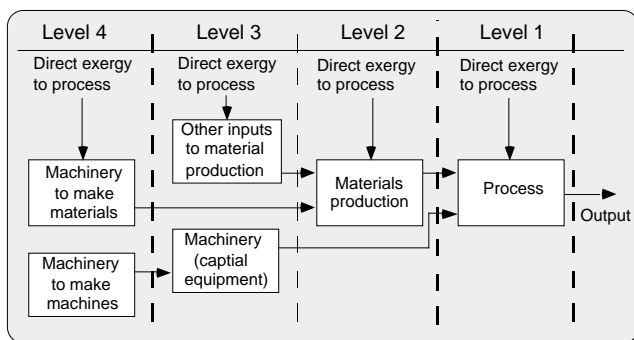 Level 4
Level 3
Level 2
Level 1
Direct exergy
to process
Direct exergy
to process
Direct exergy
to process
Direct exergy
to process
Other inputs
to material
production
Machinery
to make
materials
Materials
production
Process
Output
Machinery
(captial
equipment)
Machinery
to make
machines